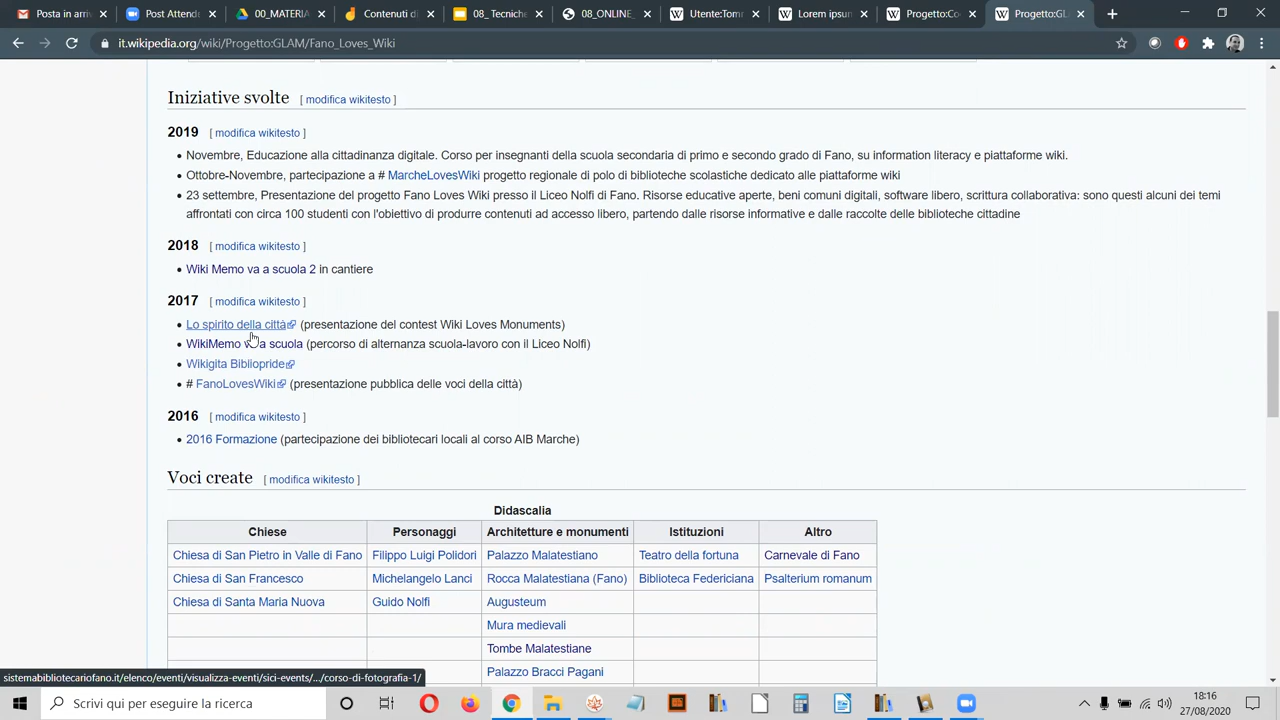 Posta in arriv
Post Attende
00_MATERIA
Contenuti di
08_ Tecniche
08_ONLINE_
Utente:Tomr
Lorem ipsun
Progetto:Co
Progetto:GL
it.wikipedia.org/wiki/Progetto:GLAM/Fano_Loves_Wiki
Iniziative svolte [ modifica wikitesto ]
2019 [ modifica wikitesto ]
• Novembre, Educazione alla cittadinanza digitale. Corso per insegnanti della scuola secondaria di primo e secondo grado di Fano, su information literacy e piattaforme wiki.
• Ottobre-Novembre, partecipazione a # MarcheLovesWiki progetto regionale di polo di biblioteche scolastiche dedicato alle piattaforme wiki
• 23 settembre, Presentazione del progetto Fano Loves Wiki presso il Liceo Nolfi di Fano. Risorse educative aperte, beni comuni digitali, software libero, scrittura collaborativa: sono questi alcuni dei temi
affrontati con circa 100 studenti con l'obiettivo di produrre contenuti ad accesso libero, partendo dalle risorse informative e dalle raccolte delle biblioteche cittadine
2018 [ modifica wikitesto ]
• Wiki Memo va a scuola 2 in cantiere
2017 [ modifica wikitesto ]
• Lo spirito della città (presentazione del contest Wiki Loves Monuments)
• WikiMemo va a scuola (percorso di alternanza scuola-lavoro con il Liceo Nolfi)
• Wikigita Bibliopride
• # FanoLovesWiki (presentazione pubblica delle voci della città)
2016 [ modifica wikitesto ]
• 2016 Formazione (partecipazione dei bibliotecari locali al corso AIB Marche)
Voci create [ modifica wikitesto ]
Didascalia
Chiese Personaggi Architetture e monumenti Istituzioni Altro
Chiesa di San Pietro in Valle di Fano Filippo Luigi Polidori Palazzo Malatestiano Teatro della fortuna Carnevale di Fano
Chiesa di San Francesco Michelangelo Lanci Rocca Malatestiana (Fano) Biblioteca Federiciana Psalterium romanum
Chiesa di Santa Maria Nuova Guido Nolfi Augusteum
Mura medievali
Tombe Malatestiane
Palazzo Bracci Pagani
sistemabibliotecariofano.it/elenco/eventi/visualizza-eventi/sici-events/.../corso-di-fotografia-1/
Scrivi qui per eseguire la ricerca
18:16
27/08/2020